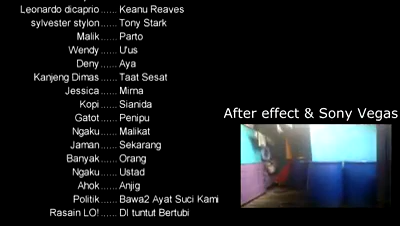 Leonardo dicaprio ...... Keanu Reaves
sylvester stylon ...... Tony Stark
Malik ...... Parto
Wendy ...... U'us
Deny ...... Aya
Kanjeng Dimas ...... Taat Sesat
Jessica ...... Mirna
Kopi ...... Sianida
Gatot ...... Penipu
Ngaku ...... Malikat
Jaman ...... Sekarang
Banyak ...... Orang
Ngaku ...... Ustad
Ahok ...... Anjig
Politik ...... Bawa2 Ayat Suci Kami
Rasain LO! ...... DI tuntut Bertubi
After effect & Sony Vegas